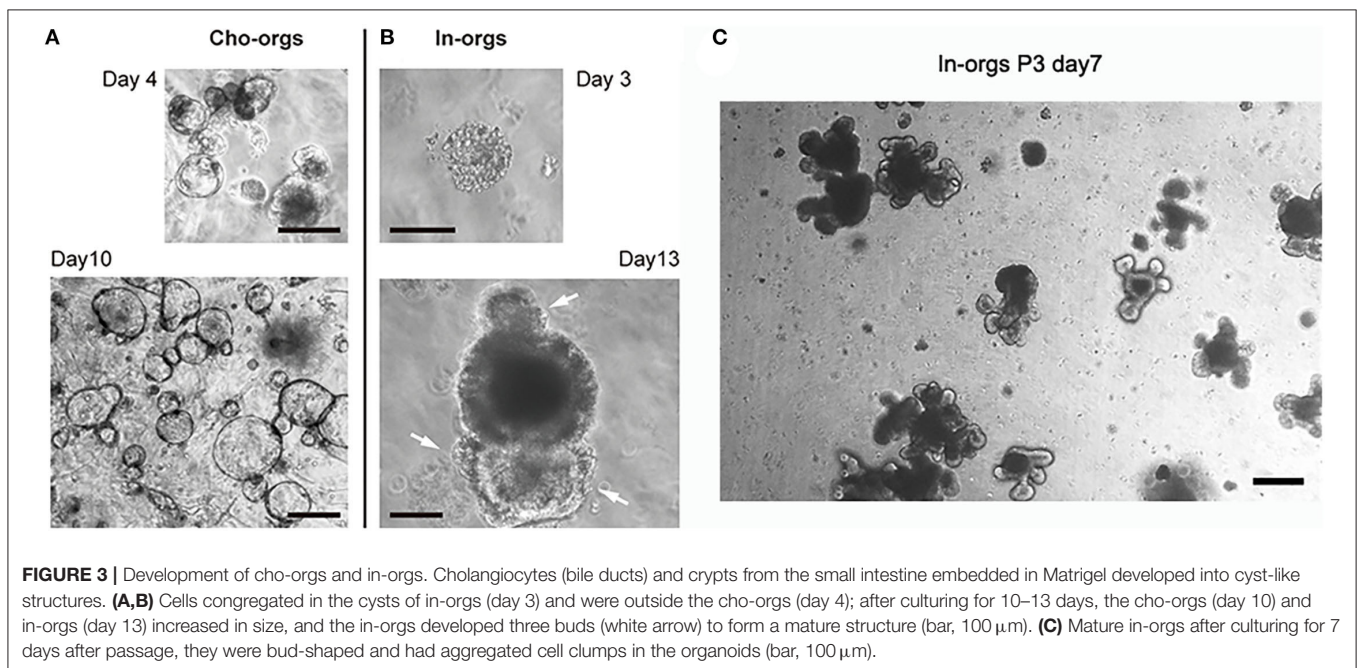 A Cho-orgs B In-orgs C
Day 4 Day 3 In-orgs P3 day7
Day10 Day13
FIGURE 3 | Development of cho-orgs and in-orgs. Cholangiocytes (bile ducts) and crypts from the small intestine embedded in Matrigel developed into cyst-like
structures. (A,B) Cells congregated in the cysts of in-orgs (day 3) and were outside the cho-orgs (day 4); after culturing for 10–13 days, the cho-orgs (day 10) and
in-orgs (day 13) increased in size, and the in-orgs developed three buds (white arrow) to form a mature structure (bar, 100 μm). (C) Mature in-orgs after culturing for 7
days after passage, they were bud-shaped and had aggregated cell clumps in the organoids (bar, 100 μm).